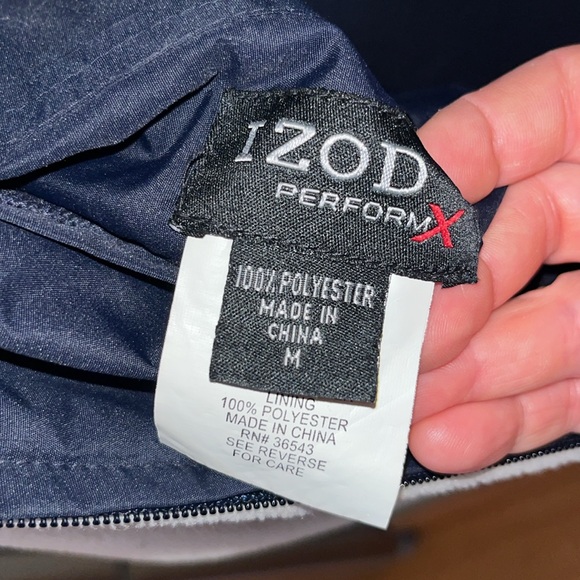 IZOD
PERFORMX
100% POLYESTER
MADE IN
CHINA
M
LINING
100% POLYESTER
MADE IN CHINA
RN# 36543
SEE REVERSE
FOR CARE